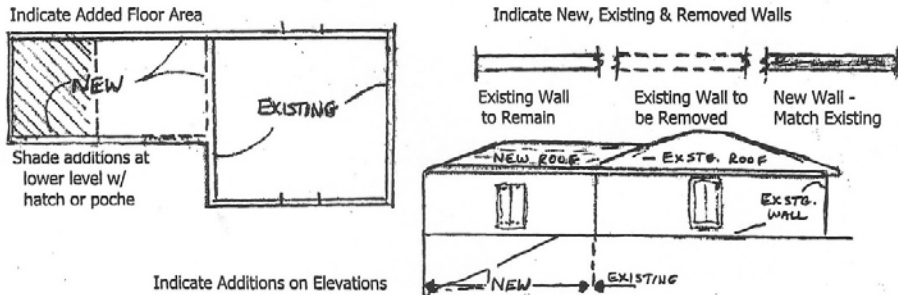 Indicate Added Floor Area
NEW
EXISTING
Shade additions at
lower level w/
hatch or poche
Indicate New, Existing & Removed Walls
Existing Wall
to Remain
Existing Wall to
be Removed
New Wall -
Match Existing
NEW ROOF
EXSTG. ROOF
EXSTG.
WALL
Indicate Additions on Elevations
NEW
EXISTING